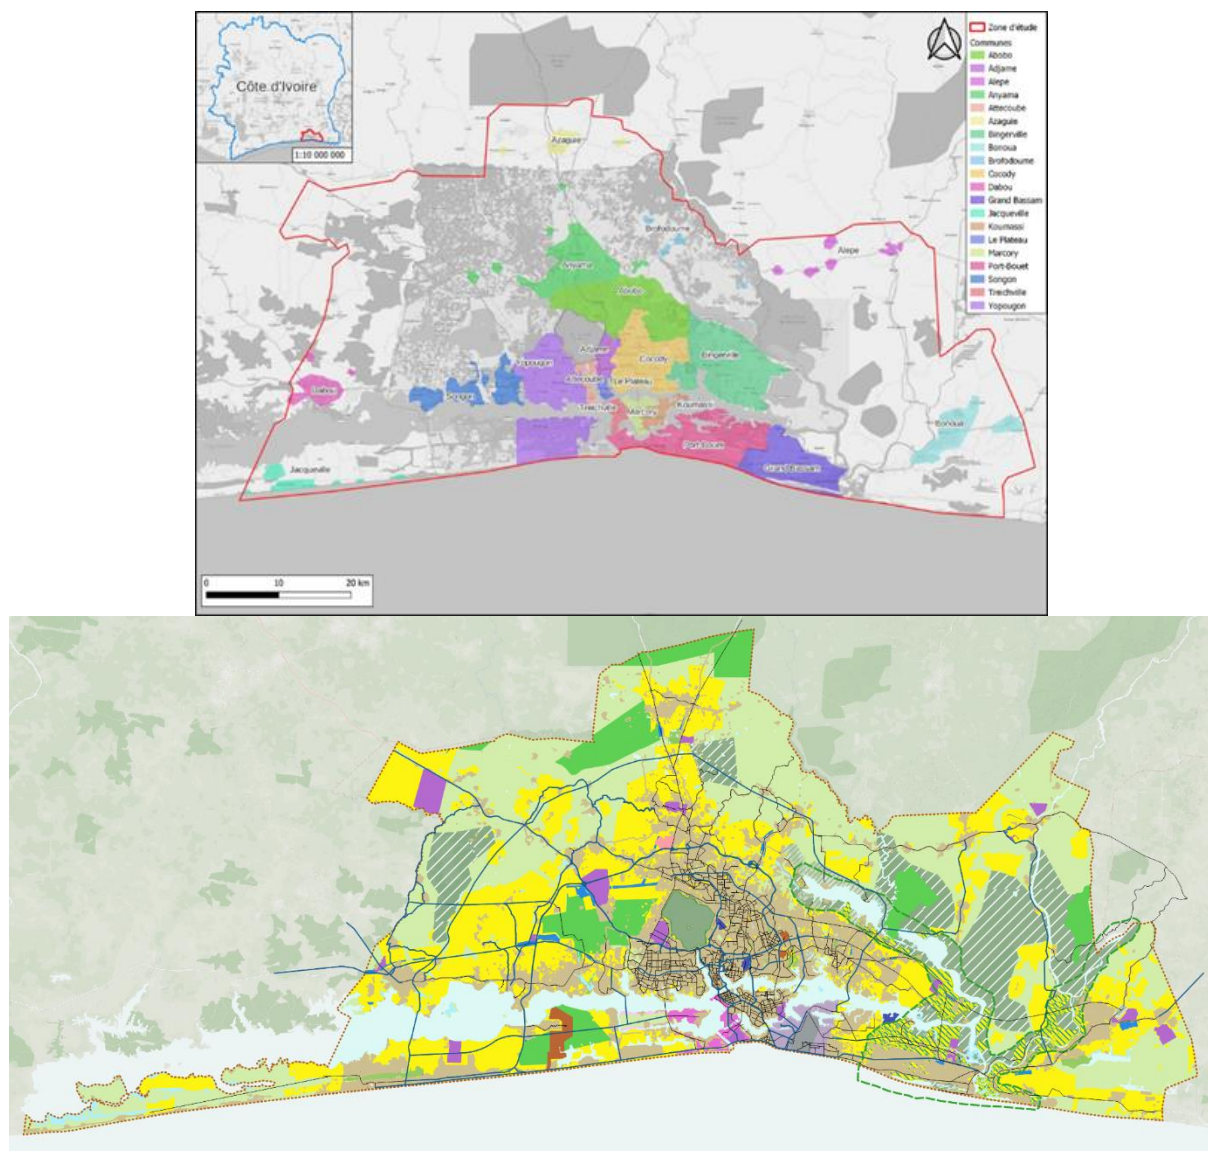 Côte d'Ivoire
1:10 000 000
Zone d'étude
Communes
Abobo
Adjame
Alepe
Anyama
Attecoube
Azaguie
Bingerville
Bonoua
Brofodoume
Cocody
Dabou
Grand Bassam
Jacqueville
Koumassi
Le Plateau
Marcory
Port-Bouet
Songon
Treichville
Yopougon
Azaguie
Brofodoume
Alepe
Anyama
Abobo
Adjame
Yopougon
Cocody
Bingerville
Attecoube
Le Plateau
Dabou
Songon
Treichville
Marcory
Koumassi
Bonoua
Port-Bouet
Jacqueville
Grand Bassam
0 10 20 km